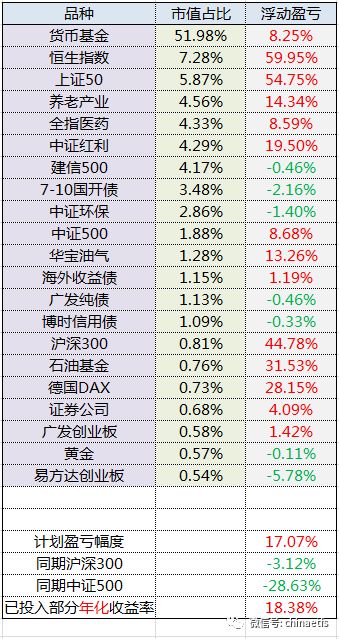 品种 市值占比 浮动盈亏
货币基金 51.98% 8.25%
恒生指数 7.28% 59.95%
上证50 5.87% 54.75%
养老产业 4.56% 14.34%
全指医药 4.33% 8.59%
中证红利 4.29% 19.50%
建信500 4.17% -0.46%
7-10国开债 3.48% -2.16%
中证环保 2.86% -1.40%
中证500 1.88% 8.68%
华宝油气 1.28% 13.26%
海外收益债 1.15% 1.19%
广发纯债 1.13% -0.46%
博时信用债 1.09% -0.33%
沪深300 0.81% 44.78%
石油基金 0.76% 31.53%
德国DAX 0.73% 28.15%
证券公司 0.68% 4.09%
广发创业板 0.58% 1.42%
黄金 0.57% -0.11%
易方达创业板 0.54% -5.78%
计划盈亏幅度 17.07%
同期沪深300 -3.12%
同期中证500 -28.63%
已投入部分年化收益率 18.38%
微信号: chinaetfs